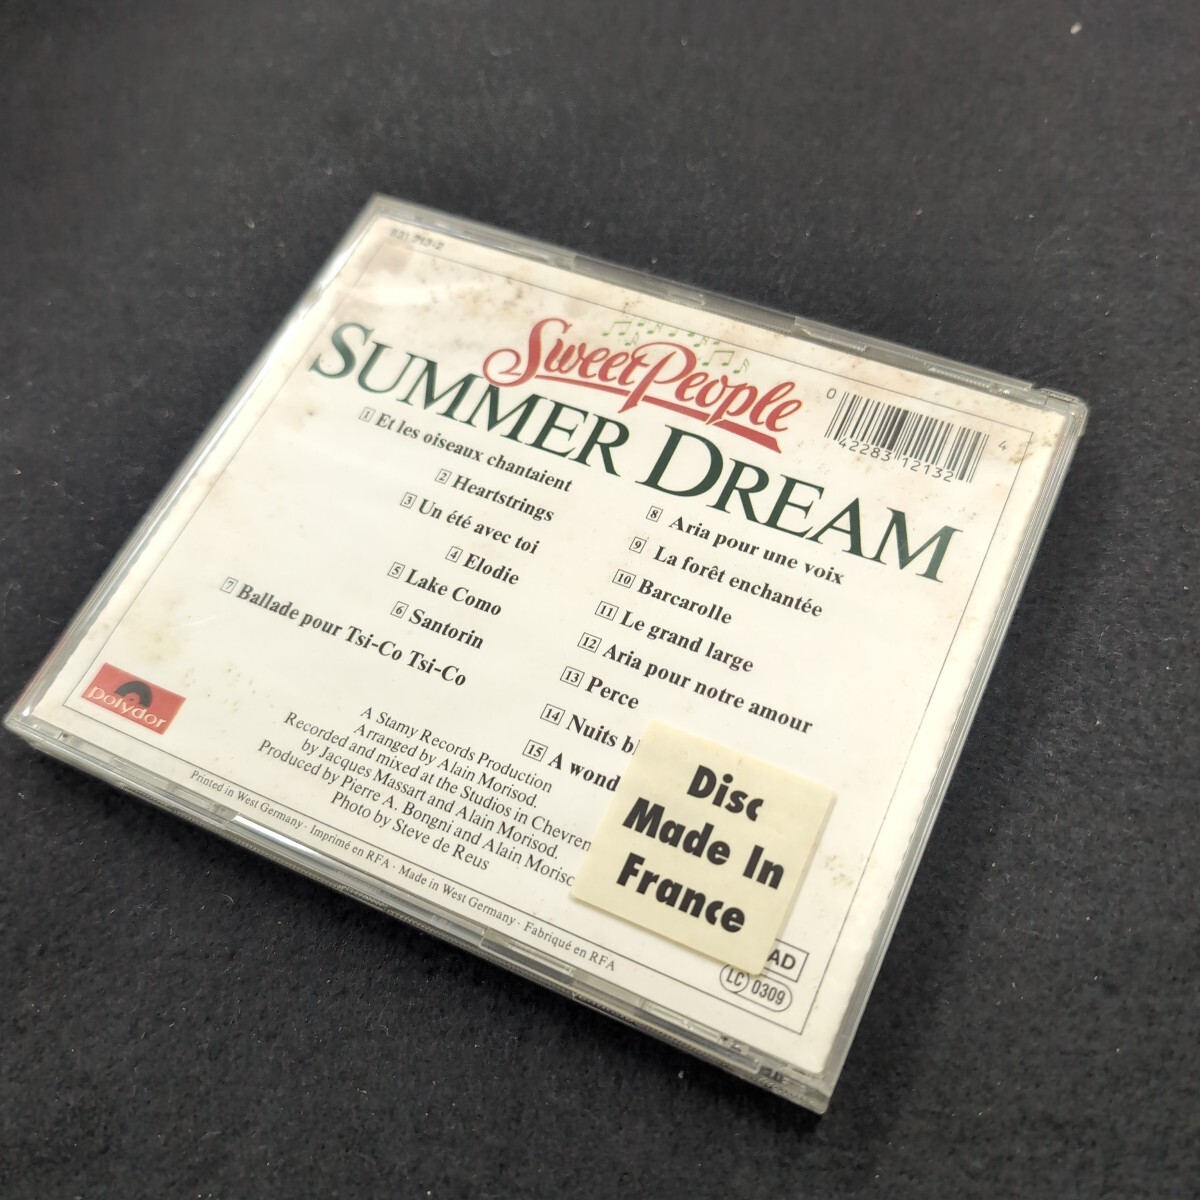 831 213-2
Sweet People
SUMMER DREAM
0 42283 12132 4
1 Et les oiseaux chantaient
2 Heartstrings
3 Un été avec toi
4 Elodie
5 Lake Como
6 Santorin
7 Ballade pour Tsi-Co Tsi-Co
8 Aria pour une voix
9 La forêt enchantée
10 Barcarolle
11 Le grand large
12 Aria pour notre amour
13 Perce
14 Nuits
15 A
polydor
A Stamy Records Production
Arranged by Alain Morisod.
Recorded and mixed at the Studios in
by Jacques Massart and Alain Morisod.
Produced by Pierre A. Bongni and Alain
Photo by Steve de Reus
Printed in West Germany · Imprimé en RFA · Made in West Germany · Fabriqué en RFA
Disc
Made In
France
AD
LC 0309